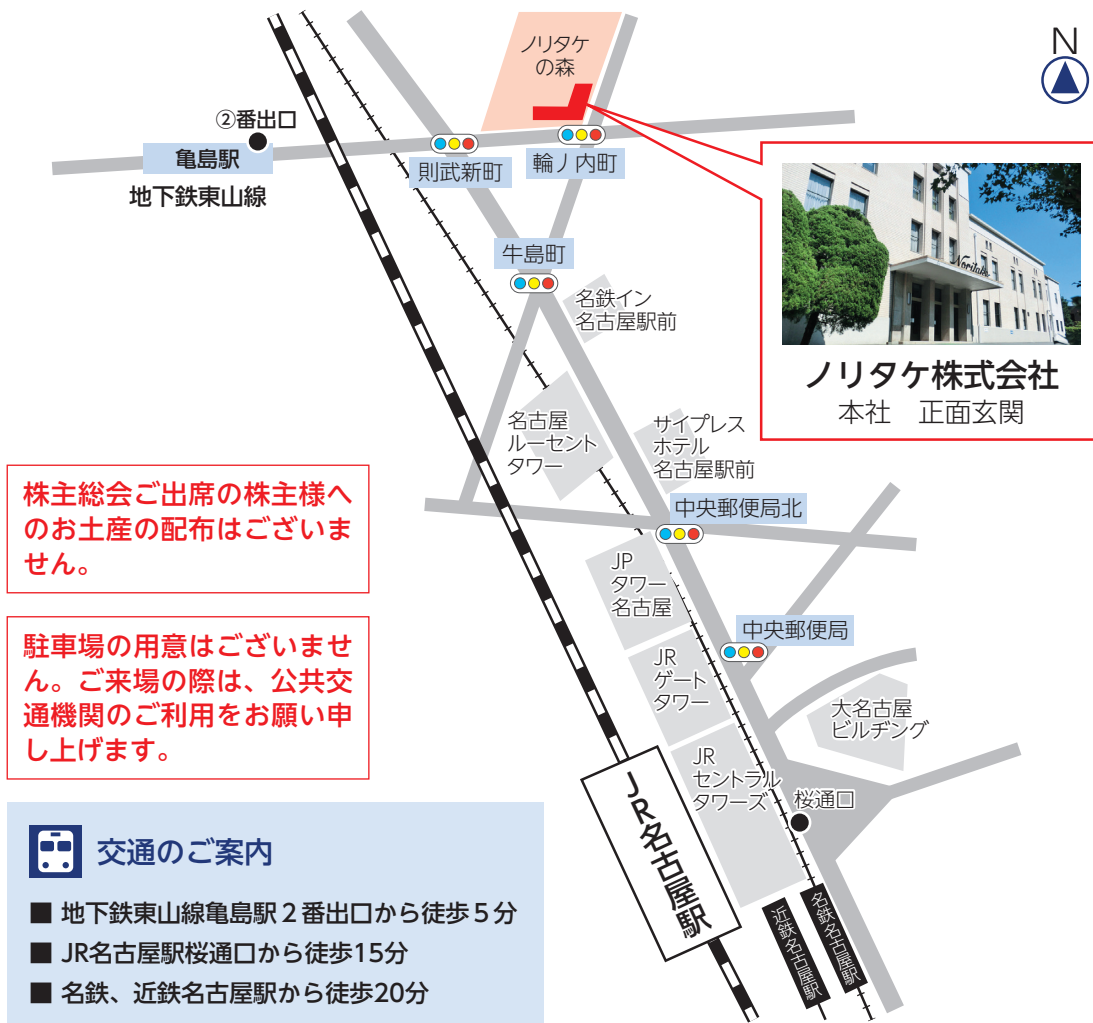 ノリタケ
の森
N
②番出口
亀島駅
地下鉄東山線
則武新町
輪ノ内町
牛島町
名鉄イン
名古屋駅前
Noritake
ノリタケ株式会社
本社　正面玄関
名古屋
ルーセント
タワー
サイプレス
ホテル
名古屋駅前
株主総会ご出席の株主様へ
のお土産の配布はございま
せん。
中央郵便局北
JP
タワー
名古屋
駐車場の用意はございませ
ん。ご来場の際は、公共交
通機関のご利用をお願い申
し上げます。
中央郵便局
JR
ゲート
タワー
大名古屋
ビルヂング
JR
セントラル
タワーズ
桜通口
JR名古屋駅
近鉄名古屋駅
名鉄名古屋駅
交通のご案内
■ 地下鉄東山線亀島駅２番出口から徒歩５分
■ JR名古屋駅桜通口から徒歩15分
■ 名鉄、近鉄名古屋駅から徒歩20分